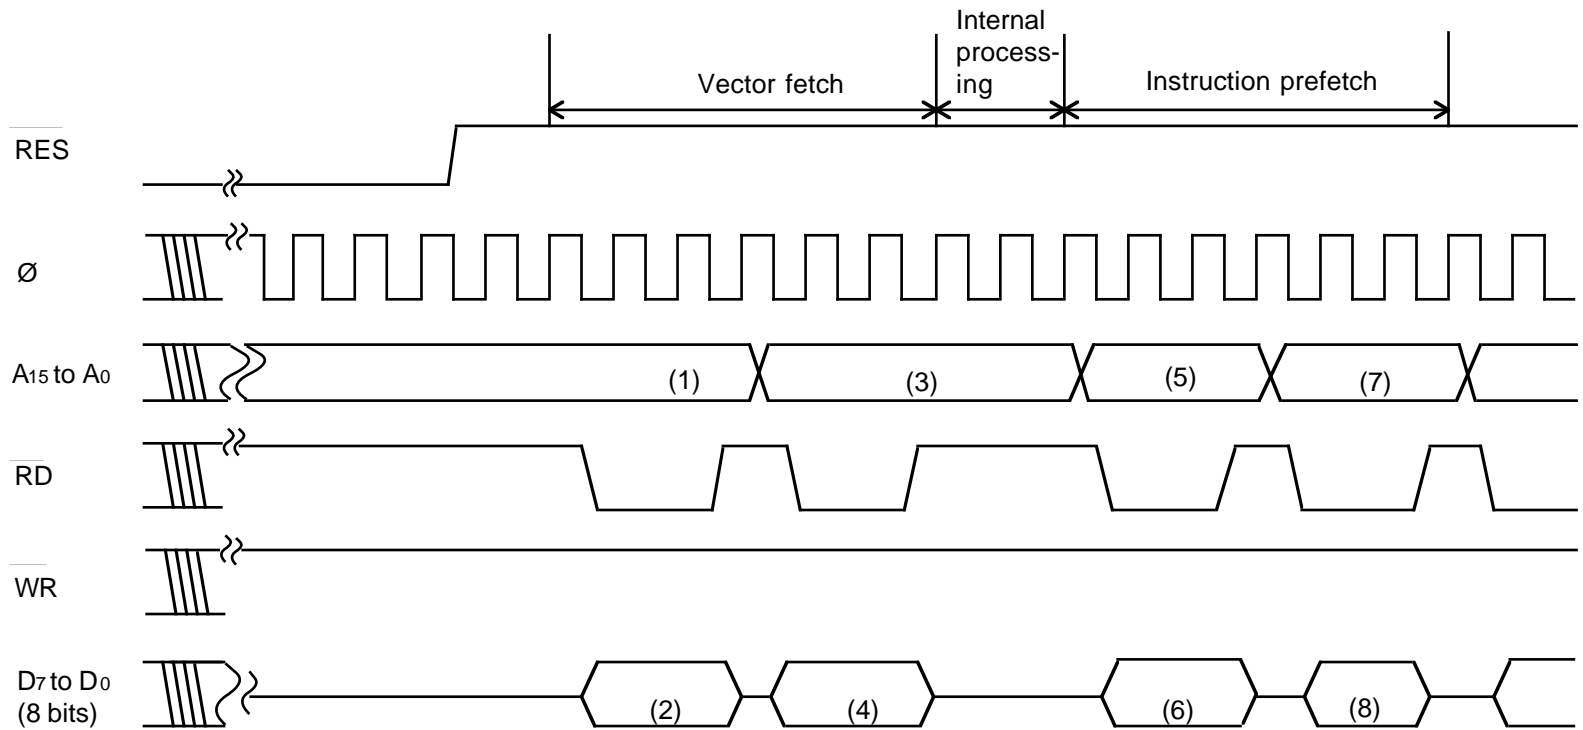 Internal
process-
ing
Vector fetch
Instruction prefetch
RES
Ø
A15 to A0
(1)
(3)
(5)
(7)
RD
WR
D7 to D0
(8 bits)
(2)
(4)
(6)
(8)